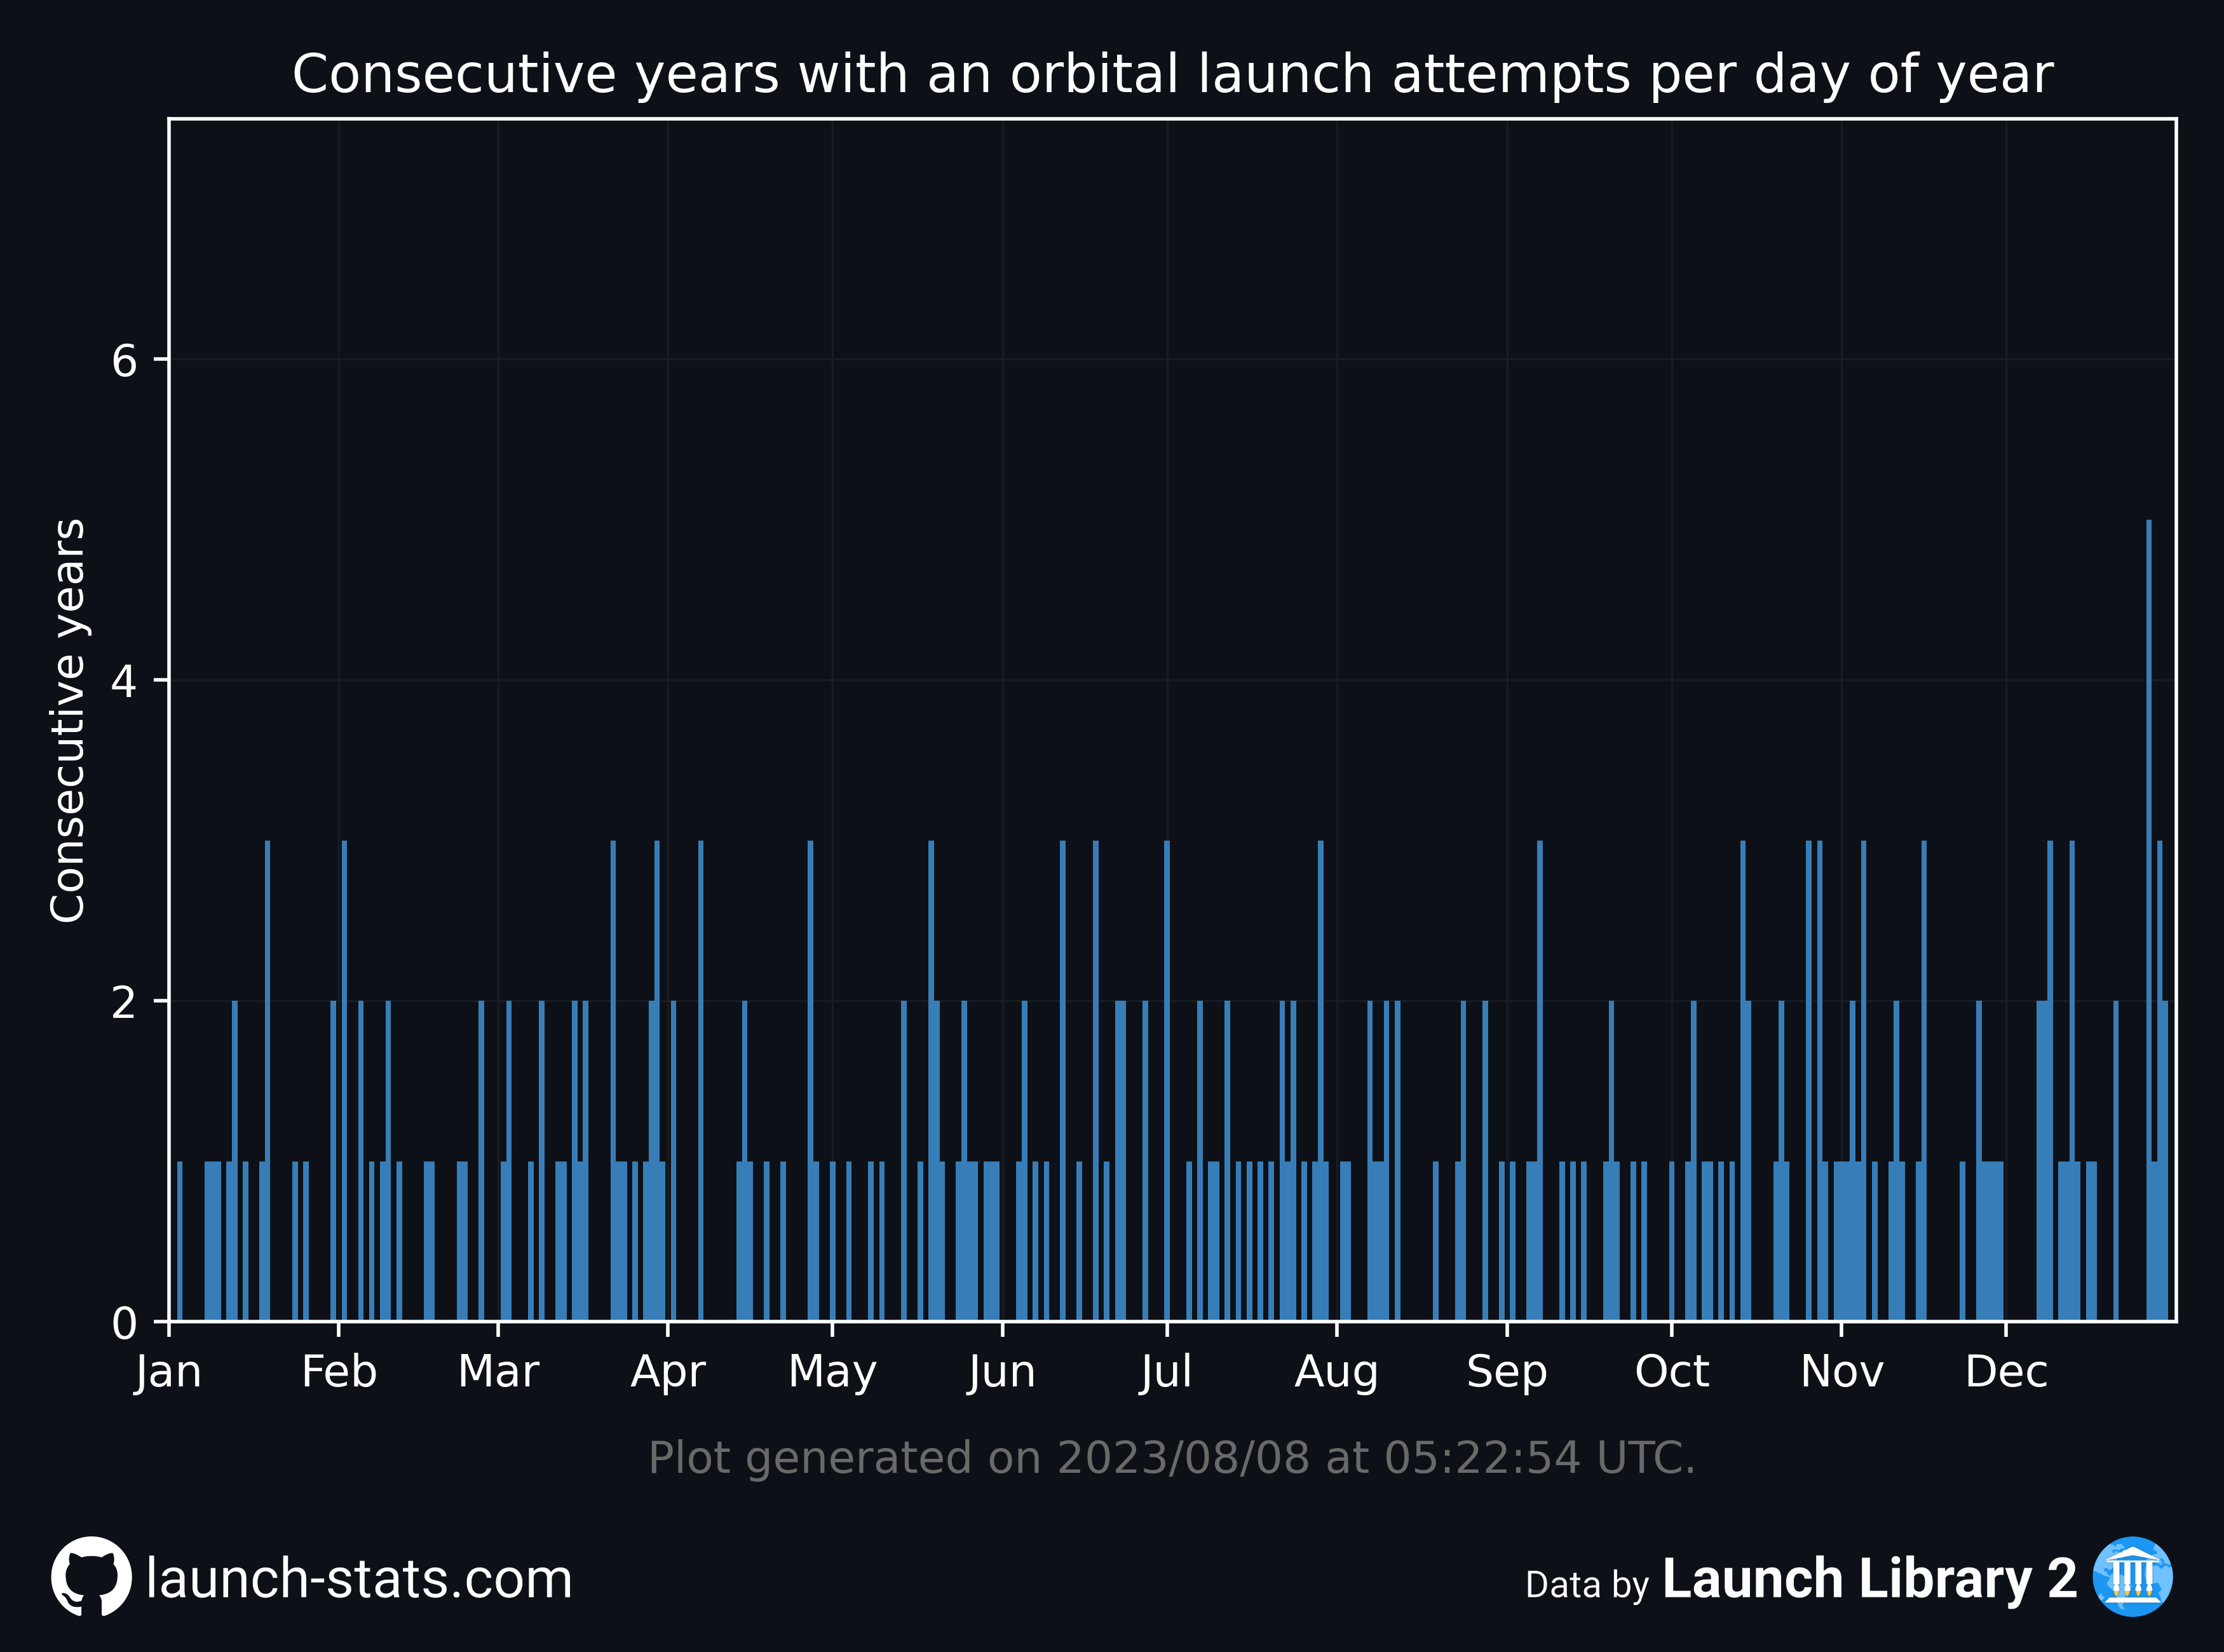 Consecutive years with an orbital launch attempts per day of year
Consecutive years
6
4
2
0
Jan Feb Mar Apr May Jun Jul Aug Sep Oct Nov Dec
Plot generated on 2023/08/08 at 05:22:54 UTC.
launch-stats.com
Data by Launch Library 2